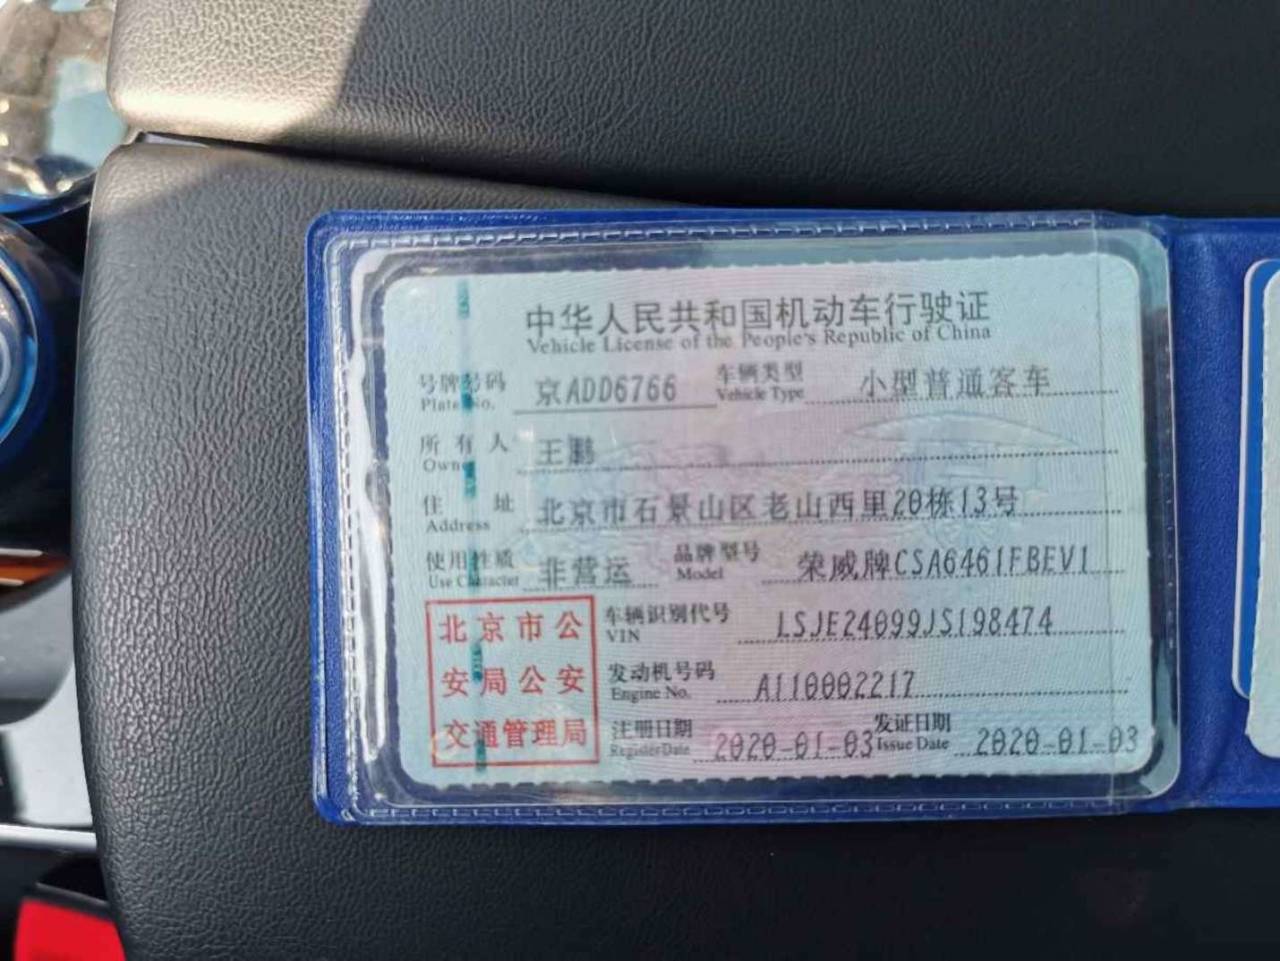 中华人民共和国机动车行驶证
Vehicle License of the People's Republic of China
号牌号码 京ADD6766 车辆类型 小型普通客车
Plate No. Vehicle Type
所有人 王鹏
Owner
住址 北京市石景山区老山西里20栋13号
Address
使用性质 非营运 品牌型号 荣威牌CSA6461FBEV1
Use Character Model
车辆识别代号 LSJE24099JS198474
VIN
发动机号码 A110002217
Engine No.
注册日期 2020-01-03 发证日期 2020-01-03
Register Date Issue Date
北京市公
安局公安
交通管理局